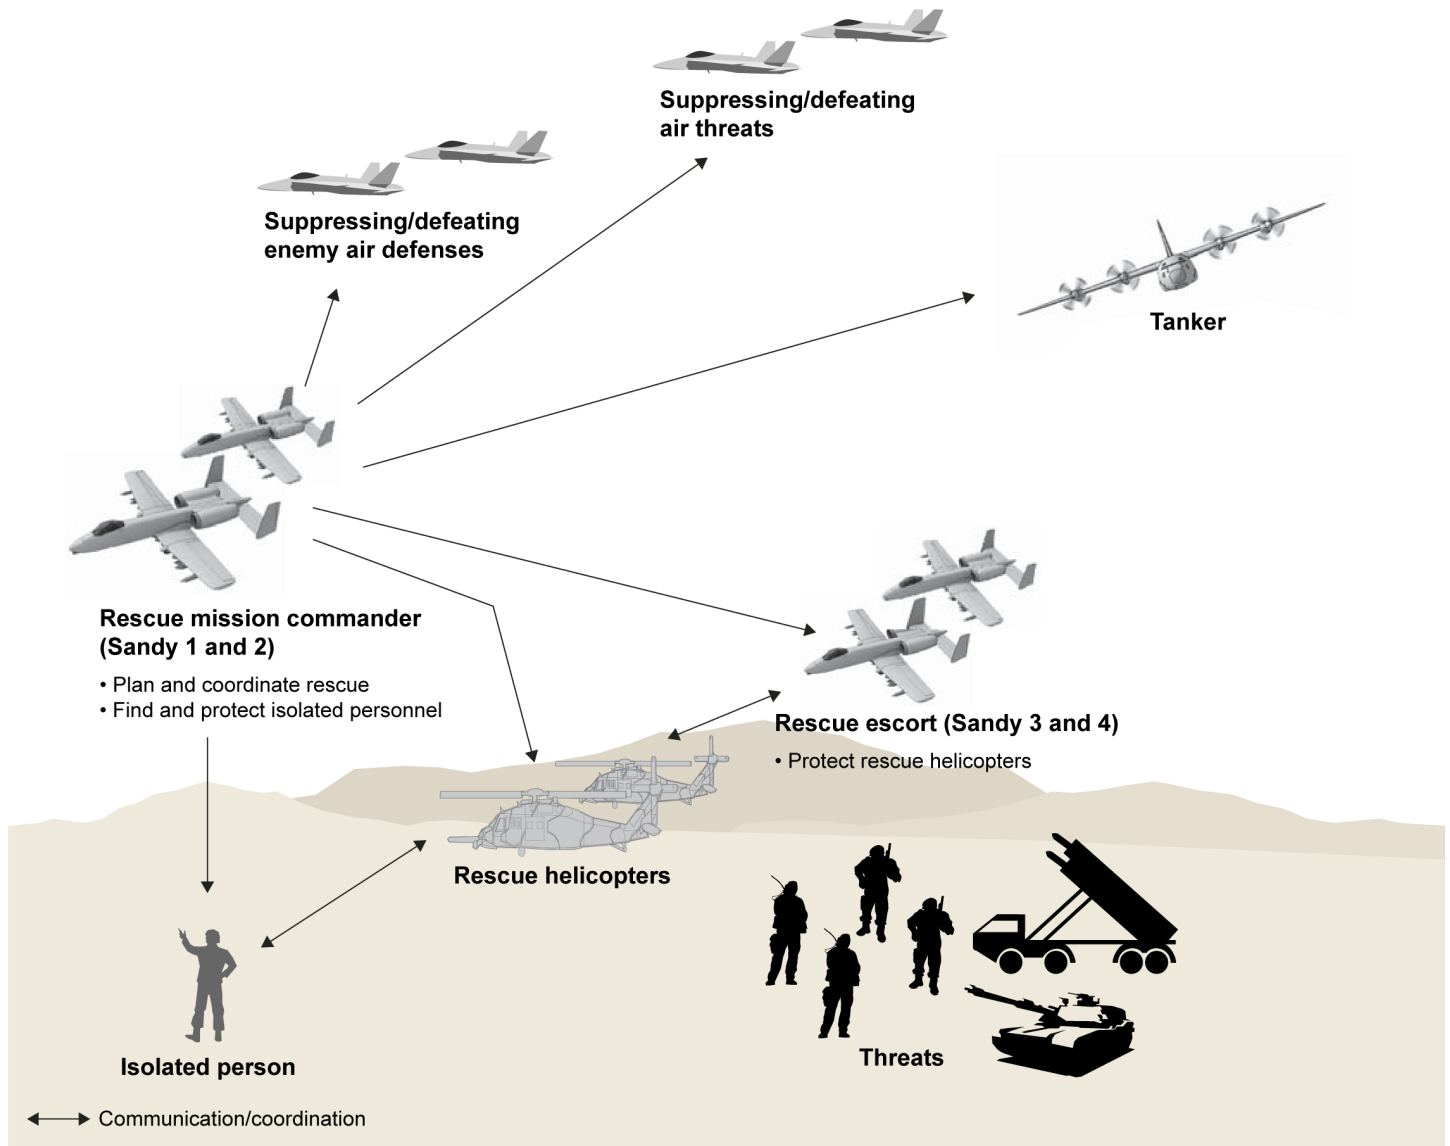 Suppressing/defeating
air threats
Suppressing/defeating
enemy air defenses
Tanker
Rescue mission commander
(Sandy 1 and 2)
• Plan and coordinate rescue
• Find and protect isolated personnel
Rescue escort (Sandy 3 and 4)
• Protect rescue helicopters
Rescue helicopters
Threats
Isolated person
Communication/coordination